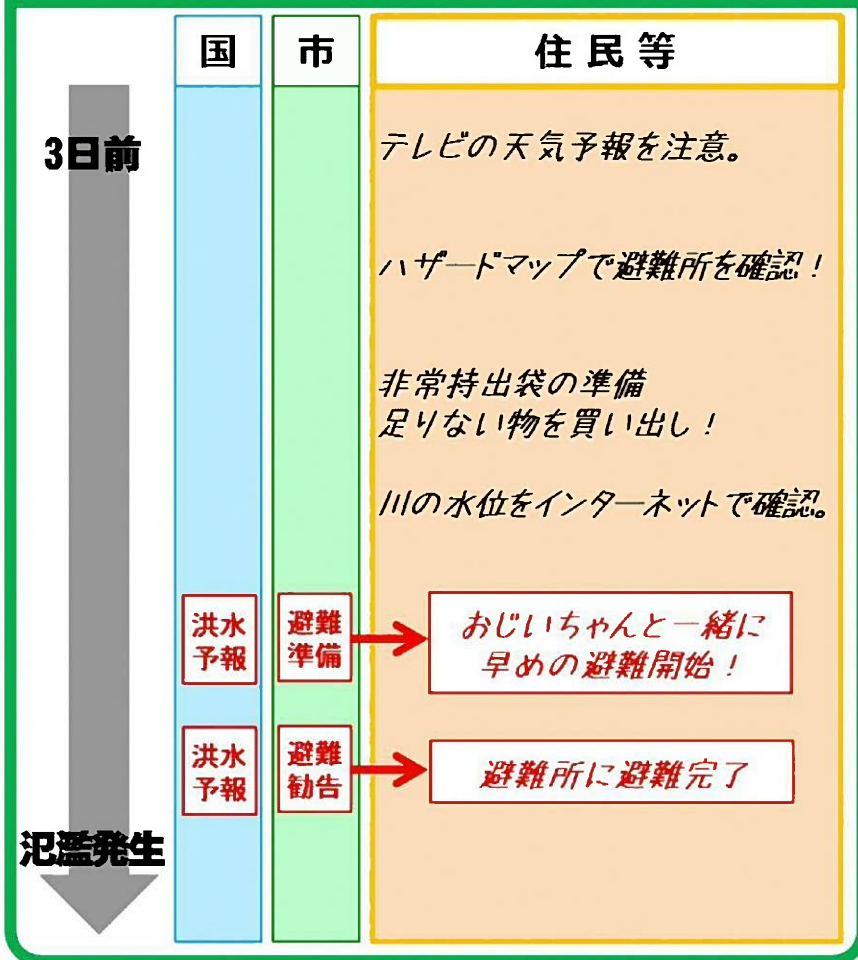 国
市
住民等
3日前
テレビの天気予報を注意。
ハザードマップで避難所を確認！
非常持出袋の準備
足りない物を買い出し！
川の水位をインターネットで確認。
洪水
予報
避難
準備
おじいちゃんと一緒に
早めの避難開始！
洪水
予報
避難
勧告
避難所に避難完了
氾濫発生